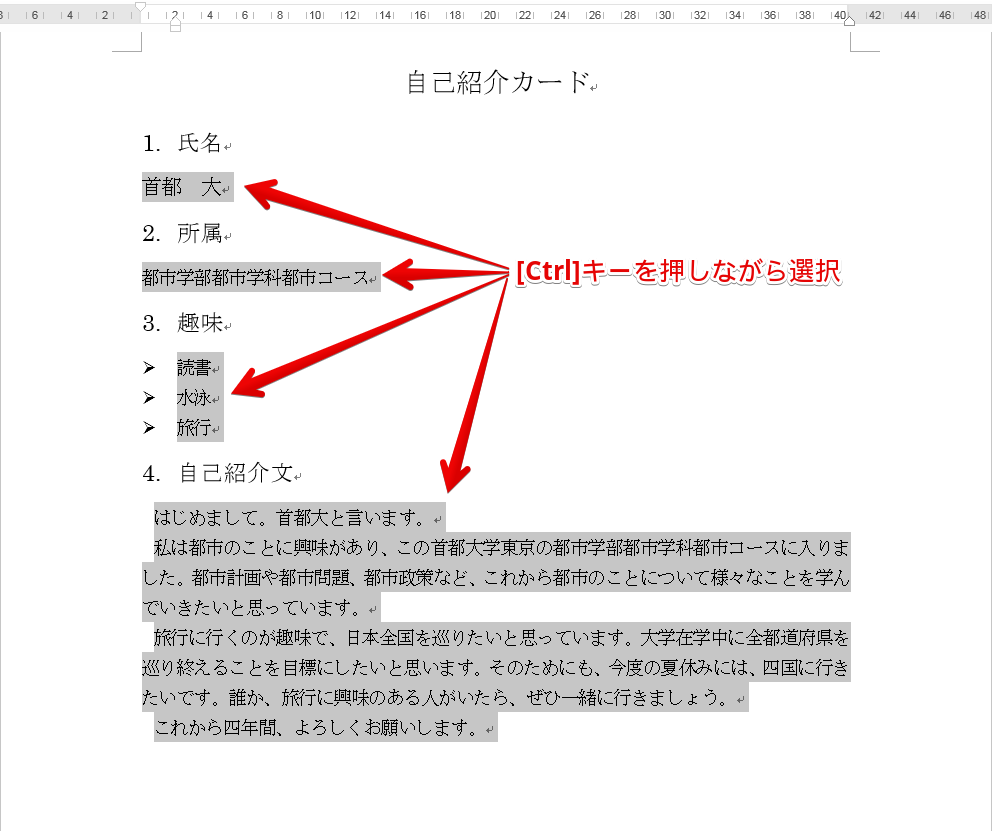 8 6 4 2 2 4 6 8 10 12 14 16 18 20 22 24 26 28 30 32 34 36 38 40 42 44 46 48
自己紹介カード
1. 氏名
首都　大
2. 所属
都市学部都市学科都市コース
[Ctrl]キーを押しながら選択
3. 趣味
➢ 読書
➢ 水泳
➢ 旅行
4. 自己紹介文
はじめまして。首都大と言います。
私は都市のことに興味があり、この首都大学東京の都市学部都市学科都市コースに入りま
した。都市計画や都市問題、都市政策など、これから都市のことについて様々なことを学ん
でいきたいと思っています。
旅行に行くのが趣味で、日本全国を巡りたいと思っています。大学在学中に全都道府県を
巡り終えることを目標にしたいと思います。そのためにも、今度の夏休みには、四国に行き
たいです。誰か、旅行に興味のある人がいたら、ぜひ一緒に行きましょう。
これから四年間、よろしくお願いします。